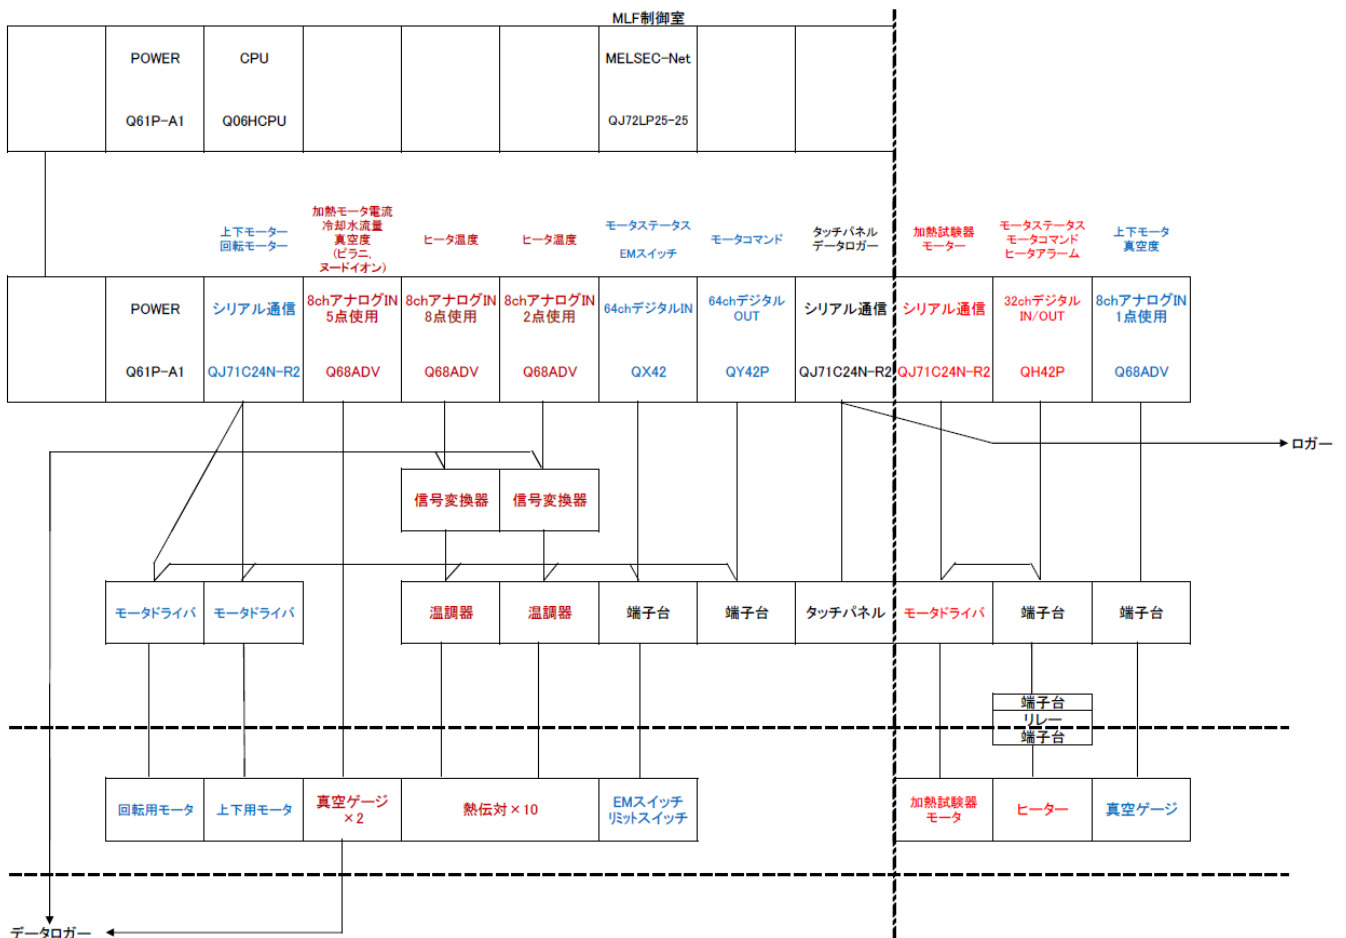 MLF制御室
POWER
CPU
MELSEC-Net
Q61P-A1
Q06HCPU
QJ72LP25-25
上下モーター
回転モーター
加熱モータ電流
冷却水流量
真空度
(ピラニ、
ヌードイオン)
ヒータ温度
ヒータ温度
モータステータス
EMスイッチ
モータコマンド
タッチパネル
データロガー
加熱試験器
モーター
モータステータス
モータコマンド
ヒータアラーム
上下モータ
真空度
POWER
シリアル通信
8chアナログIN
5点使用
8chアナログIN
8点使用
8chアナログIN
2点使用
64chデジタルIN
64chデジタル
OUT
シリアル通信
シリアル通信
32chデジタル
IN/OUT
8chアナログIN
1点使用
Q61P-A1
QJ71C24N-R2
Q68ADV
Q68ADV
Q68ADV
QX42
QY42P
QJ71C24N-R2
QJ71C24N-R2
QH42P
Q68ADV
ロガー
信号変換器
信号変換器
モータドライバ
モータドライバ
温調器
温調器
端子台
端子台
タッチパネル
モータドライバ
端子台
端子台
端子台
リレー
端子台
回転用モータ
上下用モータ
真空ゲージ
×2
熱伝対×10
EMスイッチ
リミットスイッチ
加熱試験器
モータ
ヒーター
真空ゲージ
データロガー